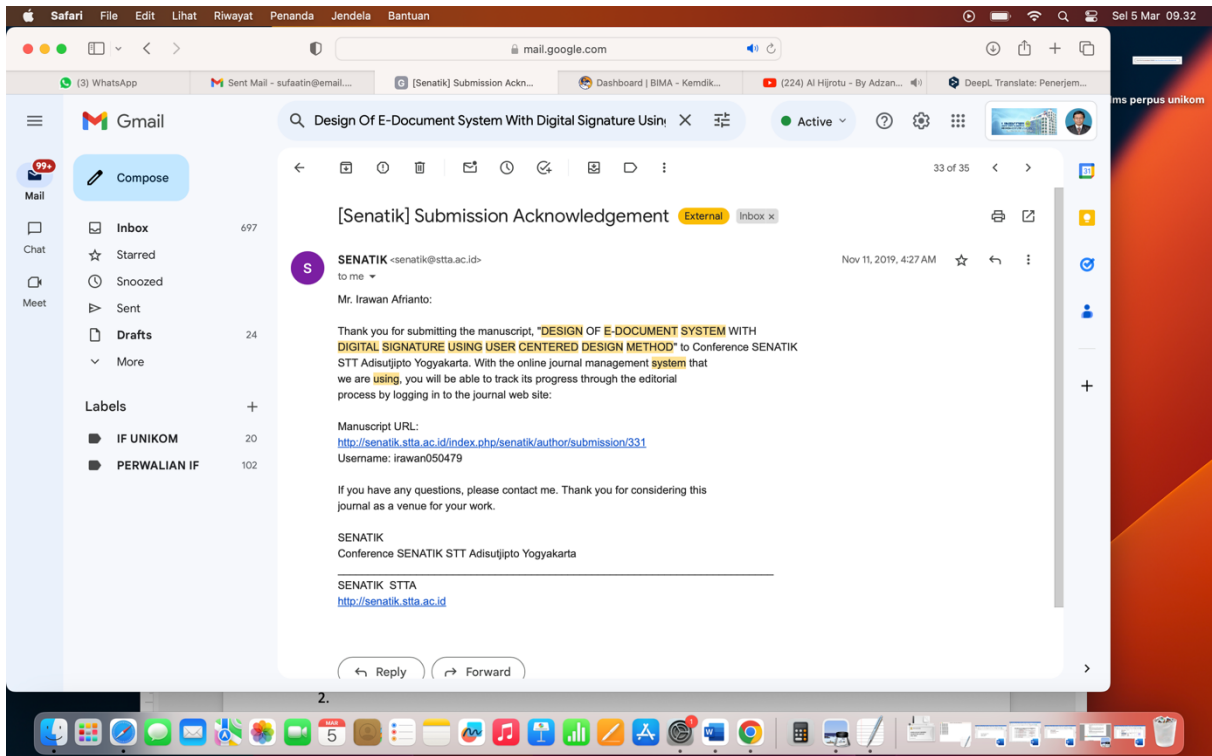 Safari File Edit Lihat Riwayat Penanda Jendela Bantuan Sel 5 Mar 09.32
mail.google.com
(3) WhatsApp
Sent Mail - sufaatin@email....
[Senatik] Submission Ackn...
Dashboard | BIMA - Kemdik...
(224) Al Hijrotu - By Adzan...
DeepL Translate: Penerjem...
lms perpus unikom
Gmail
Design Of E-Document System With Digital Signature Using
Active
99+
Mail
Chat
Meet
Compose
Inbox 697
Starred
Snoozed
Sent
Drafts 24
More
Labels
IF UNIKOM 20
PERWALIAN IF 102
33 of 35
31
[Senatik] Submission Acknowledgement External Inbox x
S
SENATIK <senatik@stta.ac.id> Nov 11, 2019, 4:27 AM
to me
Mr. Irawan Afrianto:
Thank you for submitting the manuscript, "DESIGN OF E-DOCUMENT SYSTEM WITH
DIGITAL SIGNATURE USING USER CENTERED DESIGN METHOD" to Conference SENATIK
STT Adisutjipto Yogyakarta. With the online journal management system that
we are using, you will be able to track its progress through the editorial
process by logging in to the journal web site:
Manuscript URL:
http://senatik.stta.ac.id/index.php/senatik/author/submission/331
Username: irawan050479
If you have any questions, please contact me. Thank you for considering this
journal as a venue for your work.
SENATIK
Conference SENATIK STT Adisutjipto Yogyakarta
SENATIK STTA
http://senatik.stta.ac.id
Reply
Forward
2.
MAR
5
1